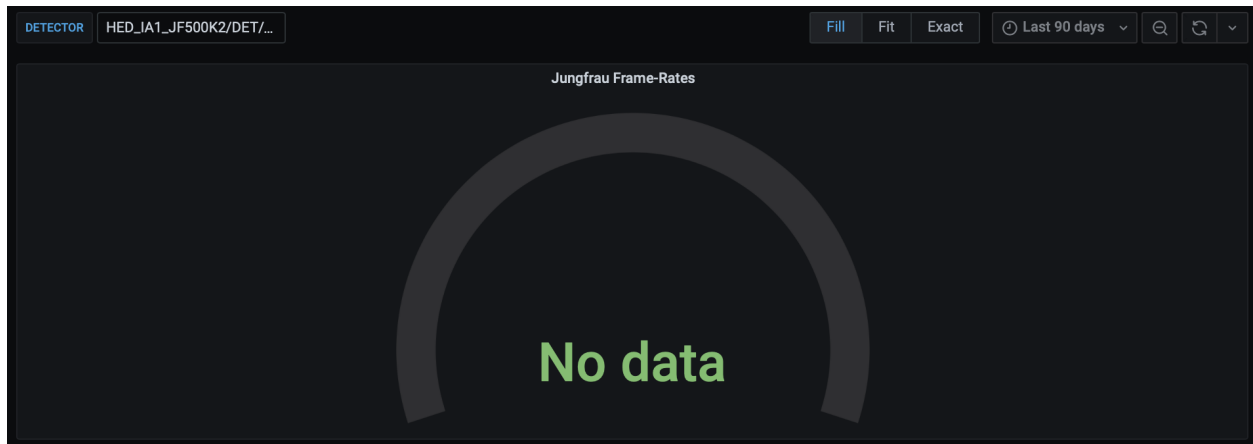 DETECTOR HED_IA1_JF500K2/DET/... Fill Fit Exact Last 90 days
Jungfrau Frame-Rates
No data